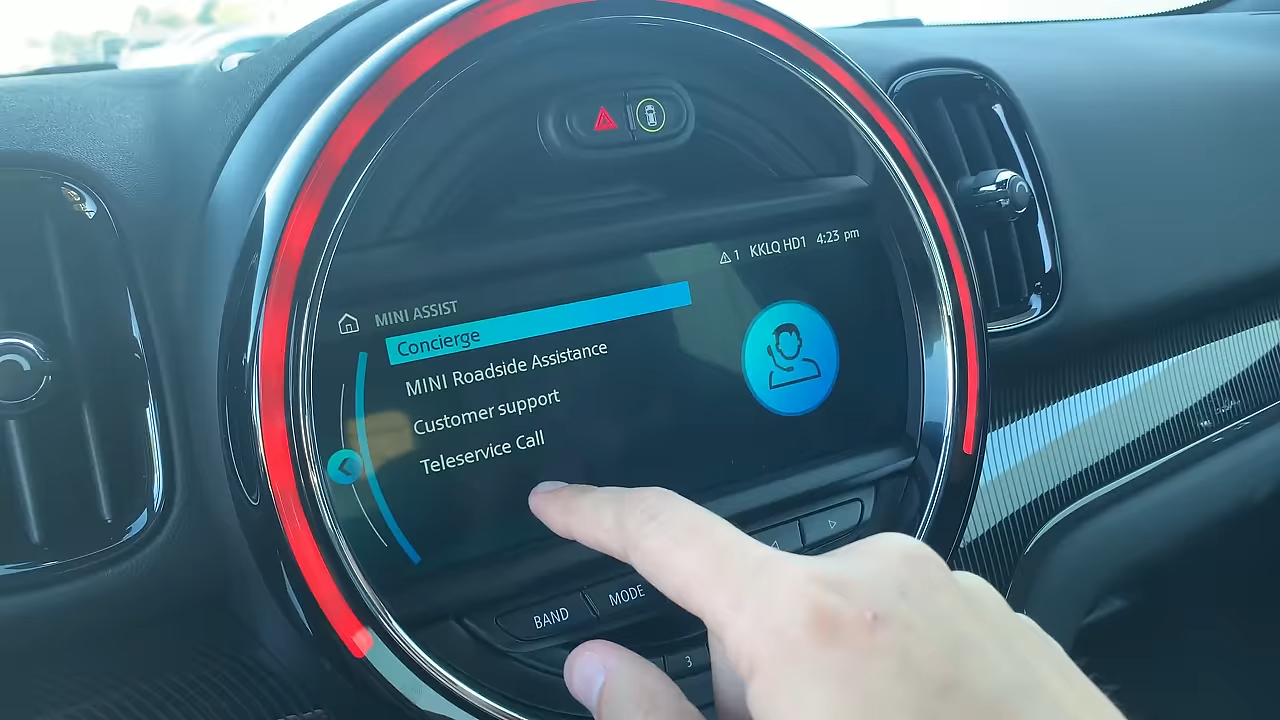 1 KKLQ HD1 4:23 pm
MINI ASSIST
Concierge
MINI Roadside Assistance
Customer support
Teleservice Call
BAND MODE
3